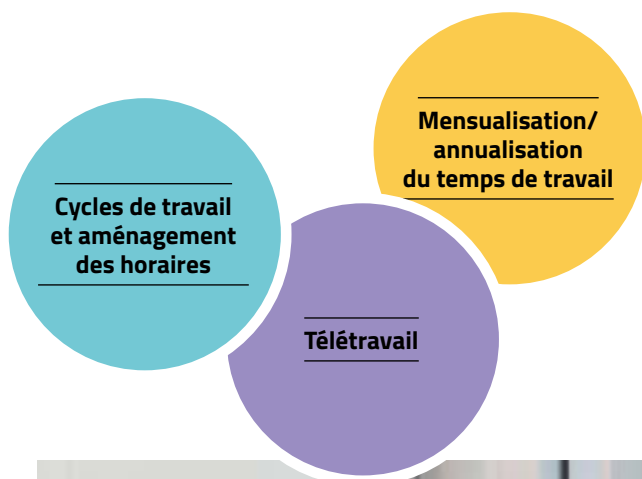 Mensualisation/
annualisation
du temps de travail
Cycles de travail
et aménagement
des horaires
Télétravail